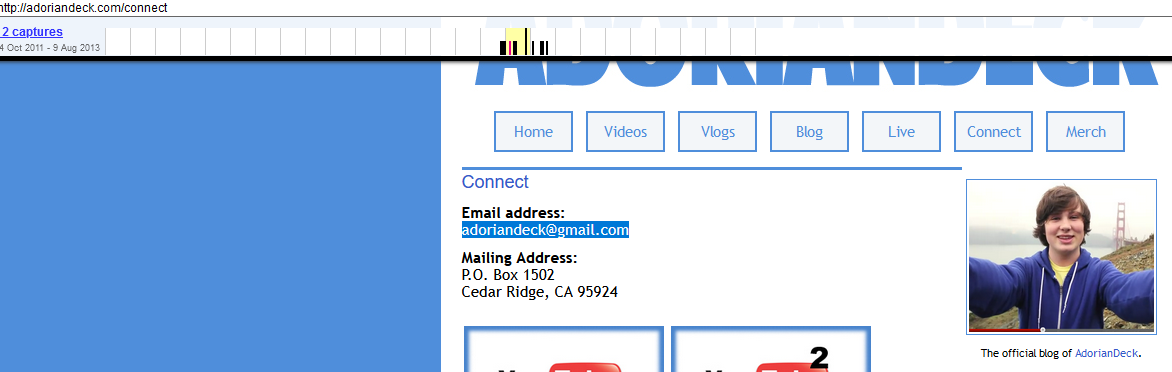 http://adoriandeck.com/connect
2 captures
4 Oct 2011 - 9 Aug 2013
ADORIANDECK
Home Videos Vlogs Blog Live Connect Merch
Connect
Email address:
adoriandeck@gmail.com
Mailing Address:
P.O. Box 1502
Cedar Ridge, CA 95924
The official blog of AdorianDeck.
2